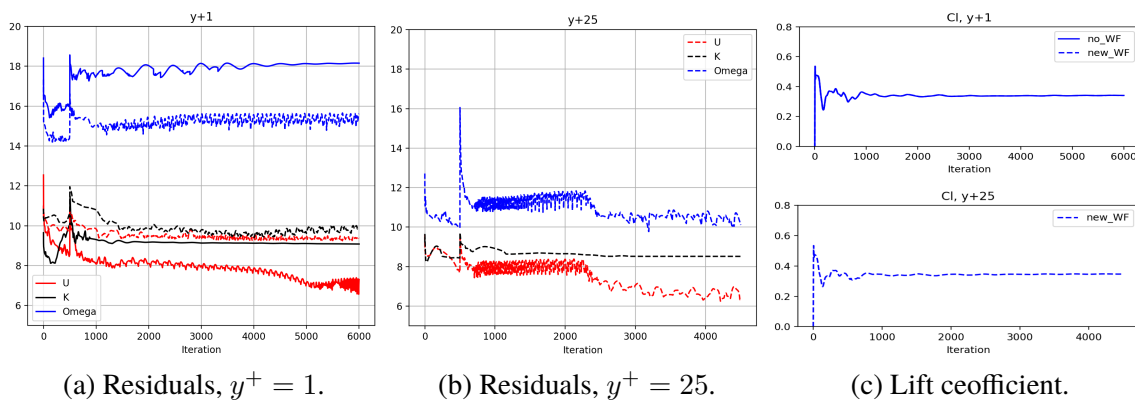 y+1
20
18
16
14
12
10
8
6
U
K
Omega
0 1000 2000 3000 4000 5000 6000
Iteration
(a) Residuals, y+ = 1.
y+25
20
18
16
14
12
10
8
6
U
K
Omega
0 1000 2000 3000 4000
Iteration
(b) Residuals, y+ = 25.
Cl, y+1
0.8
0.6
0.4
0.2
0.0
no_WF
new_WF
0 1000 2000 3000 4000 5000 6000
Iteration
Cl, y+25
0.8
0.6
0.4
0.2
0.0
new_WF
0 1000 2000 3000 4000
Iteration
(c) Lift ceofficient.